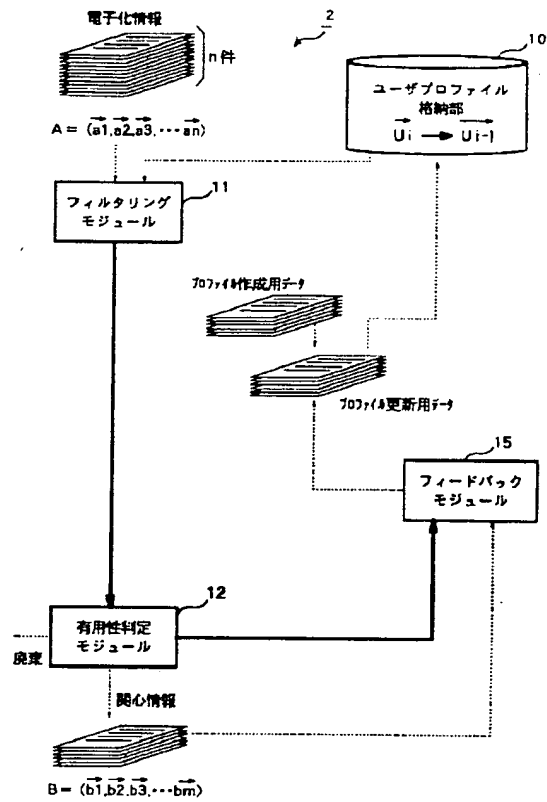 電子化情報
n件
A = (a1,a2,a3,…an)
2
10
ユーザプロファイル
格納部
Ui → Ui-1
11
フィルタリング
モジュール
プロファイル作成用データ
プロファイル更新用データ
15
フィードバック
モジュール
12
有用性判定
モジュール
廃棄
関心情報
B = (b1,b2,b3,…bm)